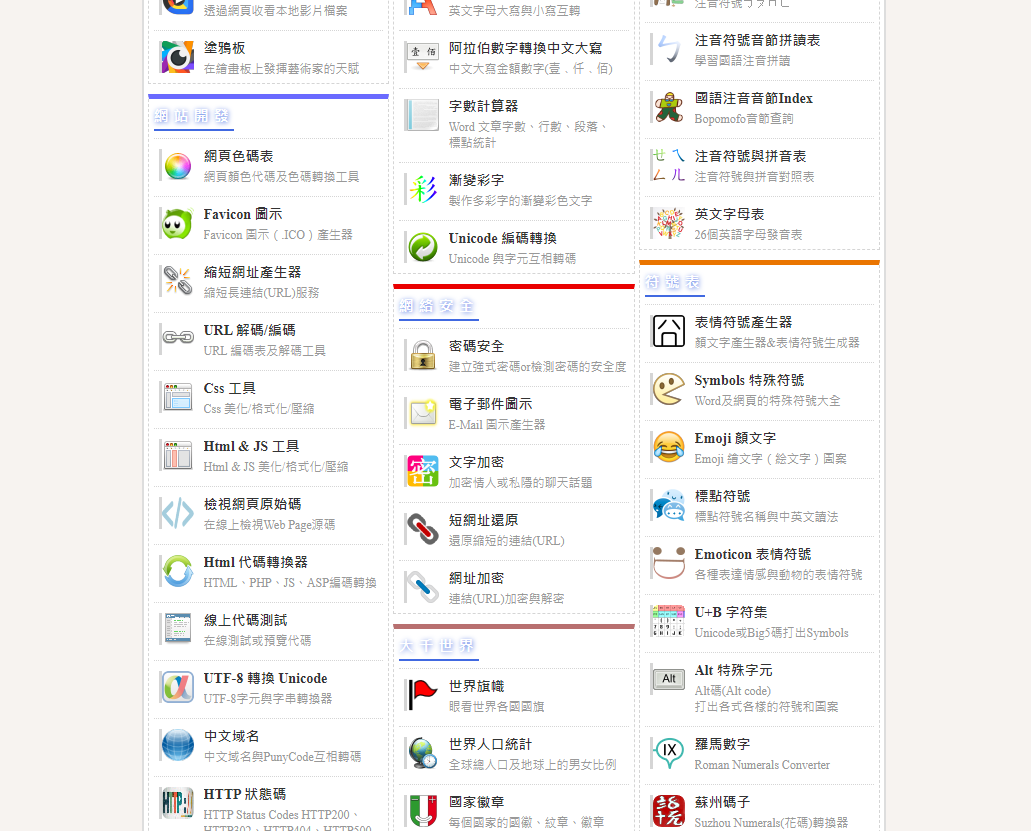 透過網頁收看本地影片檔案
塗鴉板
在繪畫板上發揮藝術家的天賦
網站開發
網頁色碼表
網頁顏色代碼及色碼轉換工具
Favicon 圖示
Favicon 圖示（.ICO）產生器
縮短網址產生器
縮短長連結(URL)服務
URL 解碼/編碼
URL 編碼表及解碼工具
Css 工具
Css 美化/格式化/壓縮
Html & JS 工具
Html & JS 美化/格式化/壓縮
檢視網頁原始碼
在線上檢視Web Page源碼
Html 代碼轉換器
HTML、PHP、JS、ASP編碼轉換
線上代碼測試
在線測試或預覽代碼
UTF-8 轉換 Unicode
UTF-8字元與字串轉換器
中文域名
中文域名與PunyCode互相轉碼
HTTP 狀態碼
HTTP Status Codes HTTP200、
HTTP302、HTTP404、HTTP500
英文字母大寫與小寫互轉
阿拉伯數字轉換中文大寫
中文大寫金額數字(壹﹑仟﹑佰)
字數計算器
Word 文章字數、行數、段落、
標點統計
漸變彩字
製作多彩字的漸變彩色文字
Unicode 編碼轉換
Unicode 與字元互相轉碼
網絡安全
密碼安全
建立強式密碼or檢測密碼的安全度
電子郵件圖示
E-Mail 圖示產生器
文字加密
加密情人或私隱的聊天話題
短網址還原
還原縮短的連結(URL)
網址加密
連結(URL)加密與解密
大千世界
世界旗幟
眼看世界各國國旗
世界人口統計
全球總人口及地球上的男女比例
國家徽章
每個國家的國徽、紋章、徽章
注音符號ㄅㄆㄇㄈ
注音符號音節拼讀表
學習國語注音拼讀
國語注音音節Index
Bopomofo音節查詢
注音符號與拼音表
注音符號與拼音對照表
英文字母表
26個英語字母發音表
符號表
表情符號產生器
顏文字產生器&表情符號生成器
Symbols 特殊符號
Word及網頁的特殊符號大全
Emoji 顏文字
Emoji 繪文字（絵文字）圖案
標點符號
標點符號名稱與中英文讀法
Emoticon 表情符號
各種表達情感與動物的表情符號
U+B 字符集
Unicode或Big5碼打出Symbols
Alt 特殊字元
Alt碼(Alt code)
打出各式各樣的符號和圖案
羅馬數字
Roman Numerals Converter
蘇州碼子
Suzhou Numerals(花碼)轉換器